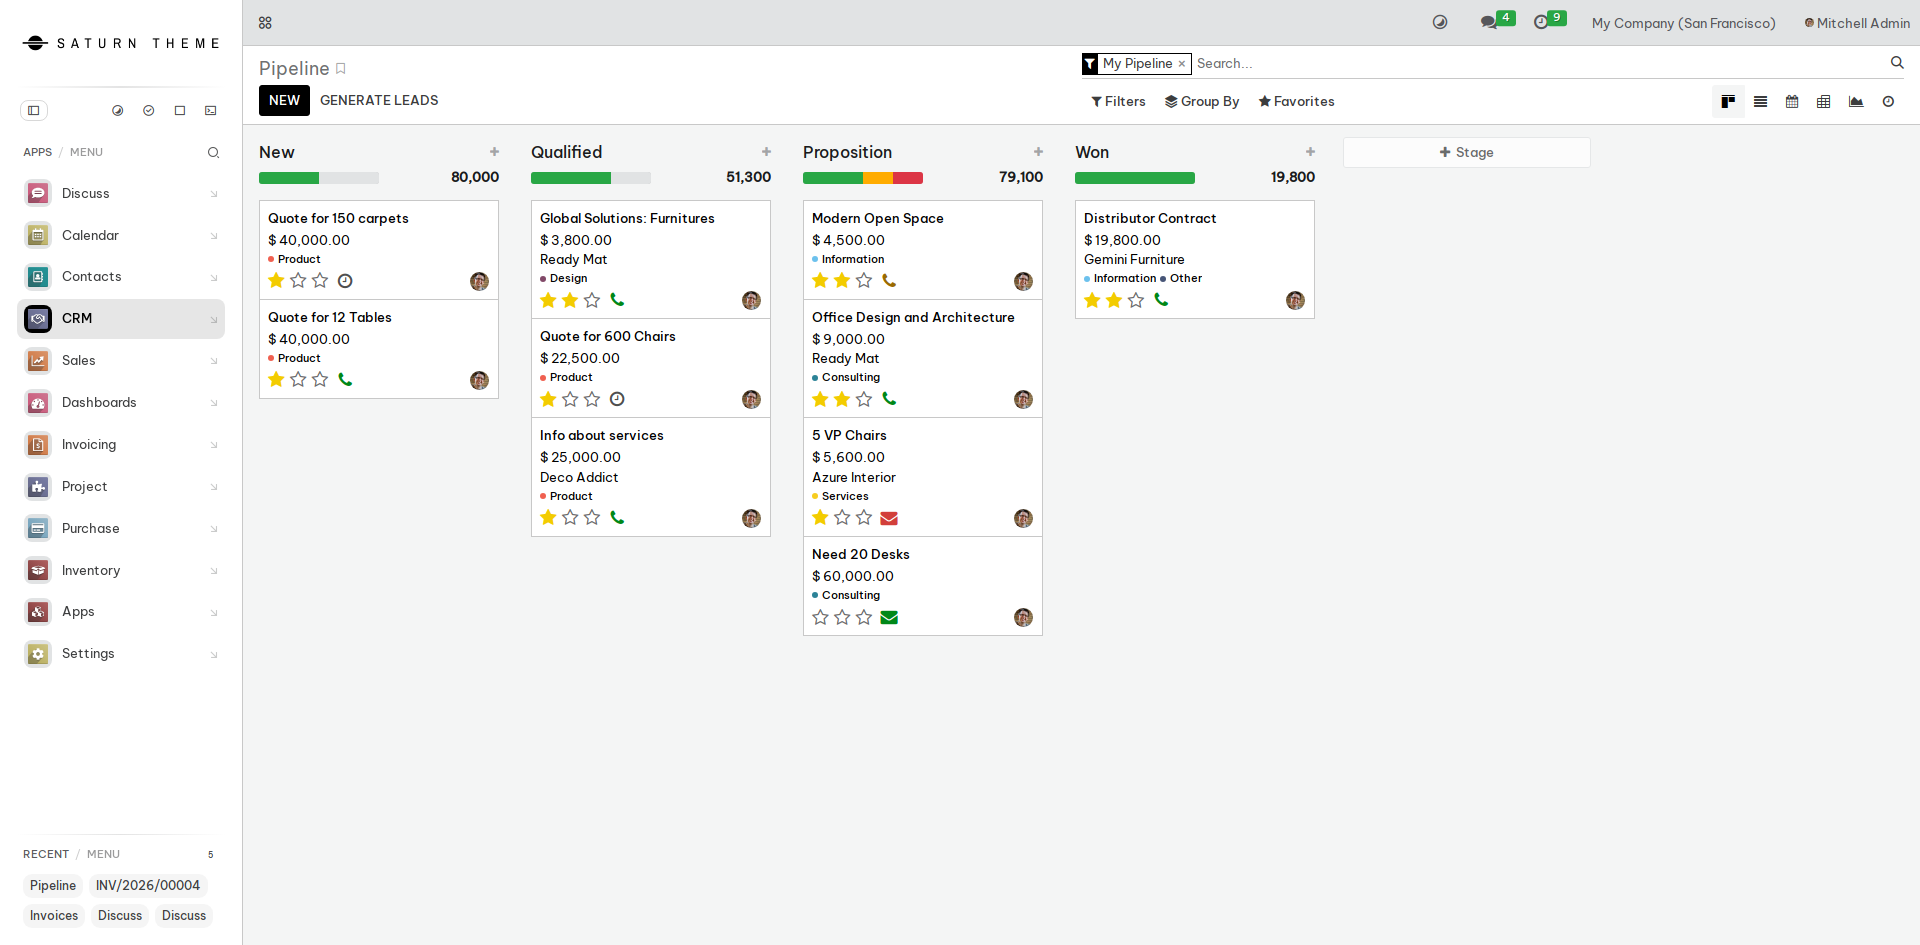 SATURN THEME
APPS / MENU
Discuss
Calendar
Contacts
CRM
Sales
Dashboards
Invoicing
Project
Purchase
Inventory
Apps
Settings
RECENT / MENU 5
Pipeline INV/2026/00004
Invoices Discuss Discuss
4 9 My Company (San Francisco) Mitchell Admin
Pipeline
My Pipeline × Search...
NEW GENERATE LEADS
Filters Group By Favorites
New +
80,000
Quote for 150 carpets
$ 40,000.00
Product
Quote for 12 Tables
$ 40,000.00
Product
Qualified +
51,300
Global Solutions: Furnitures
$ 3,800.00
Ready Mat
Design
Quote for 600 Chairs
$ 22,500.00
Product
Info about services
$ 25,000.00
Deco Addict
Product
Proposition +
79,100
Modern Open Space
$ 4,500.00
Information
Office Design and Architecture
$ 9,000.00
Ready Mat
Consulting
5 VP Chairs
$ 5,600.00
Azure Interior
Services
Need 20 Desks
$ 60,000.00
Consulting
Won +
19,800
Distributor Contract
$ 19,800.00
Gemini Furniture
Information Other
+ Stage